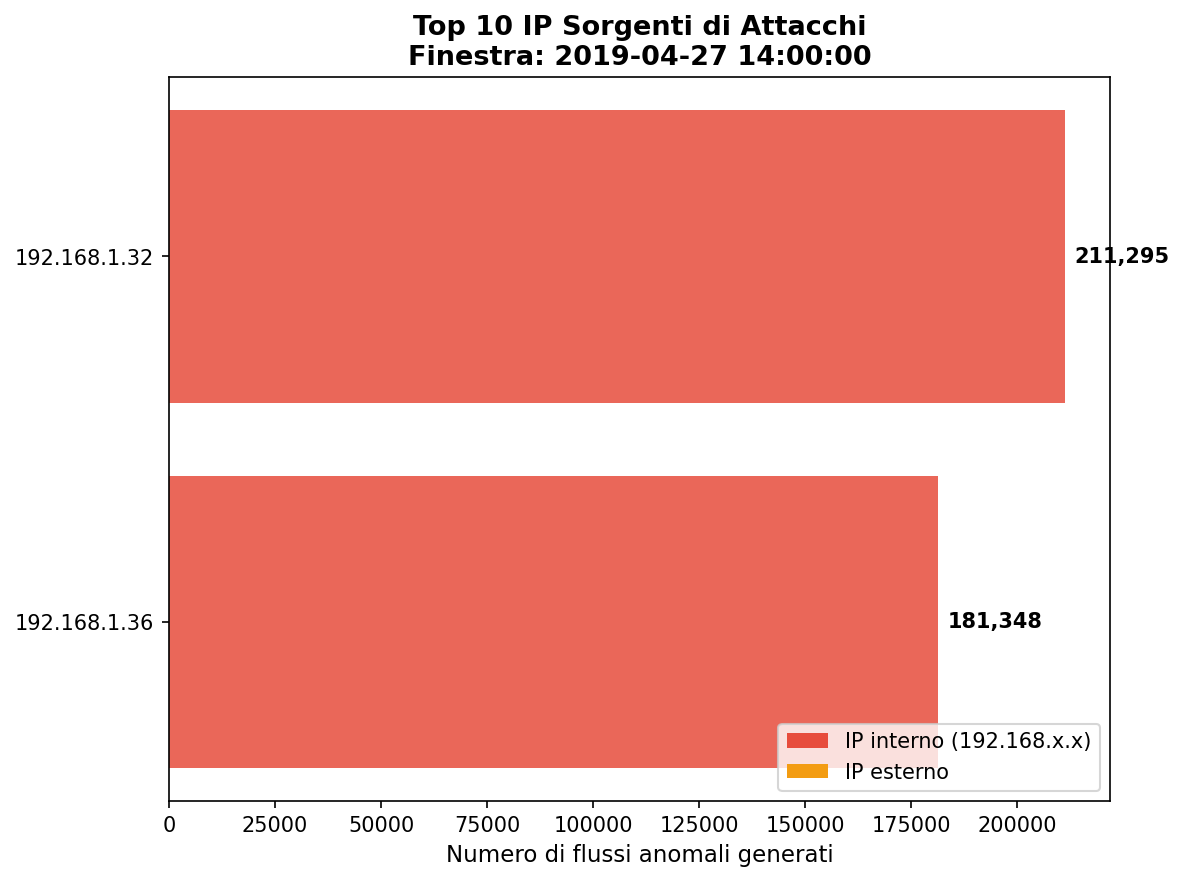 Top 10 IP Sorgenti di Attacchi
Finestra: 2019-04-27 14:00:00
192.168.1.32
211,295
192.168.1.36
181,348
IP interno (192.168.x.x)
IP esterno
0 25000 50000 75000 100000 125000 150000 175000 200000
Numero di flussi anomali generati